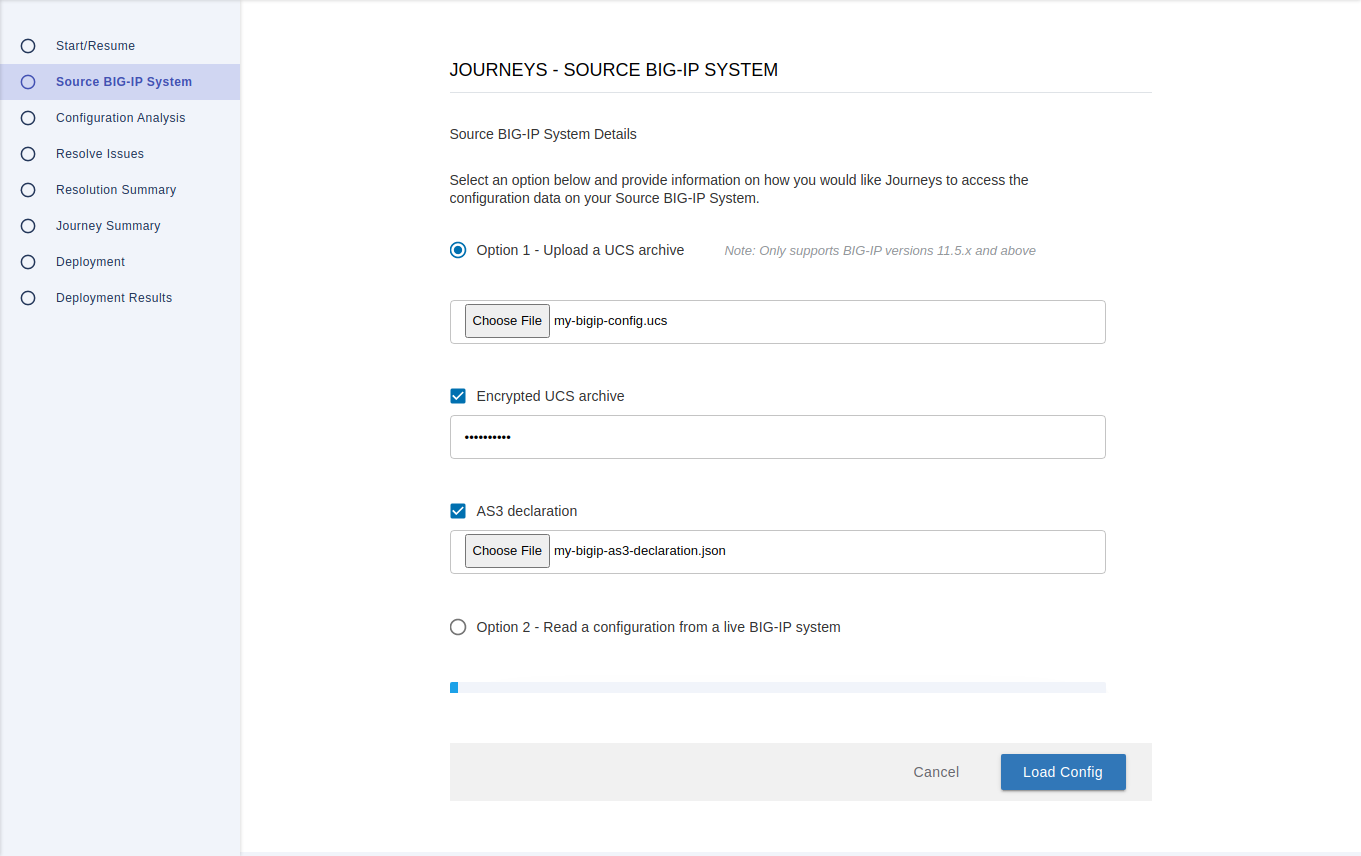 Start/Resume
Source BIG-IP System
Configuration Analysis
Resolve Issues
Resolution Summary
Journey Summary
Deployment
Deployment Results
JOURNEYS - SOURCE BIG-IP SYSTEM
Source BIG-IP System Details
Select an option below and provide information on how you would like Journeys to access the
configuration data on your Source BIG-IP System.
Option 1 - Upload a UCS archive Note: Only supports BIG-IP versions 11.5.x and above
Choose File my-bigip-config.ucs
Encrypted UCS archive
••••••••••
AS3 declaration
Choose File my-bigip-as3-declaration.json
Option 2 - Read a configuration from a live BIG-IP system
Cancel Load Config